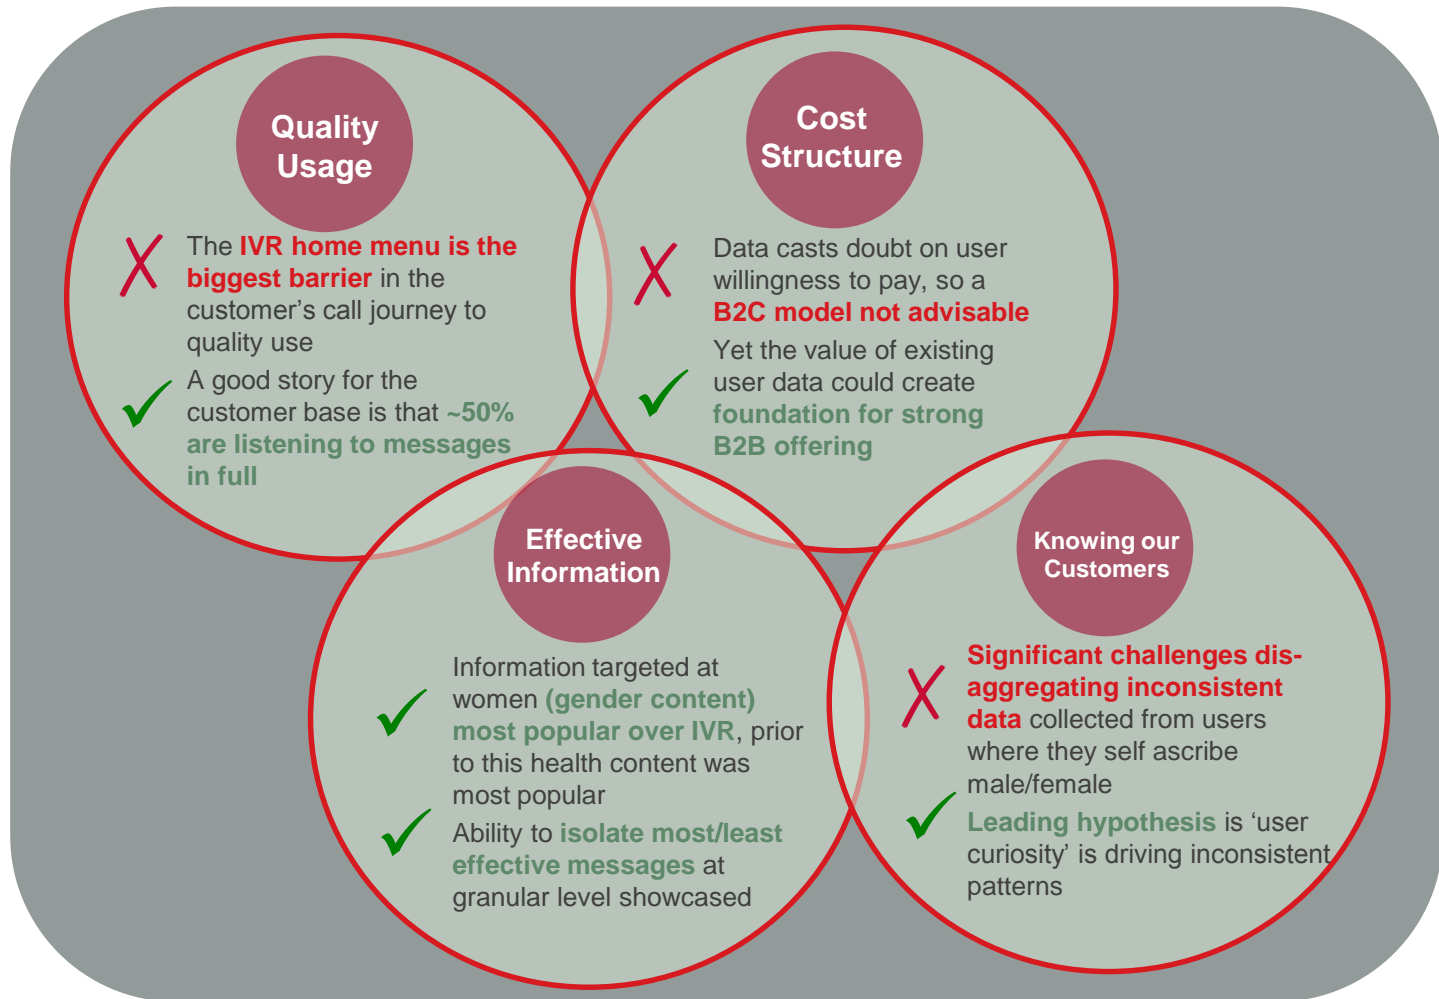 Quality
Usage
The IVR home menu is the
biggest barrier in the
customer's call journey to
quality use
A good story for the
customer base is that ~50%
are listening to messages
in full
Cost
Structure
Data casts doubt on user
willingness to pay, so a
B2C model not advisable
Yet the value of existing
user data could create
foundation for strong
B2B offering
Effective
Information
Information targeted at
women (gender content)
most popular over IVR, prior
to this health content was
most popular
Ability to isolate most/least
effective messages at
granular level showcased
Knowing our
Customers
Significant challenges dis-
aggregating inconsistent
data collected from users
where they self ascribe
male/female
Leading hypothesis is ‘user
curiosity’ is driving inconsistent
patterns